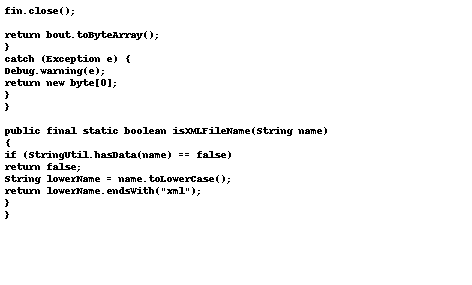 fin.close();
return bout.toByteArray();
}
catch (Exception e) {
Debug.warning(e);
return new byte[0];
}
}
public final static boolean isXMLFileName(String name)
{
if (StringUtil.hasData(name) == false)
return false;
String lowerName = name.toLowerCase();
return lowerName.endsWith("xml");
}
}